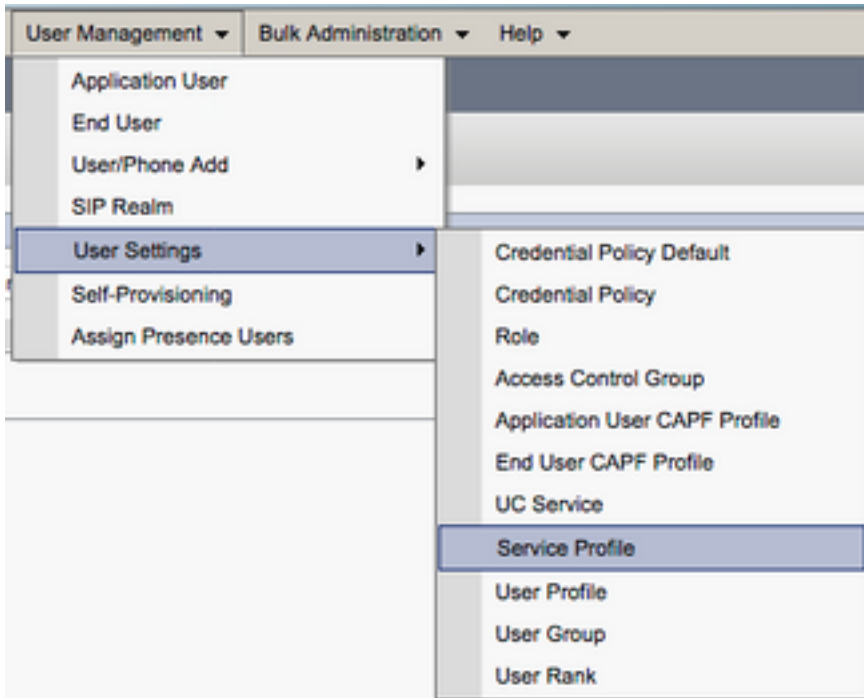 User Management Bulk Administration Help
Application User
End User
User/Phone Add
SIP Realm
User Settings
Self-Provisioning
Assign Presence Users
Credential Policy Default
Credential Policy
Role
Access Control Group
Application User CAPF Profile
End User CAPF Profile
UC Service
Service Profile
User Profile
User Group
User Rank